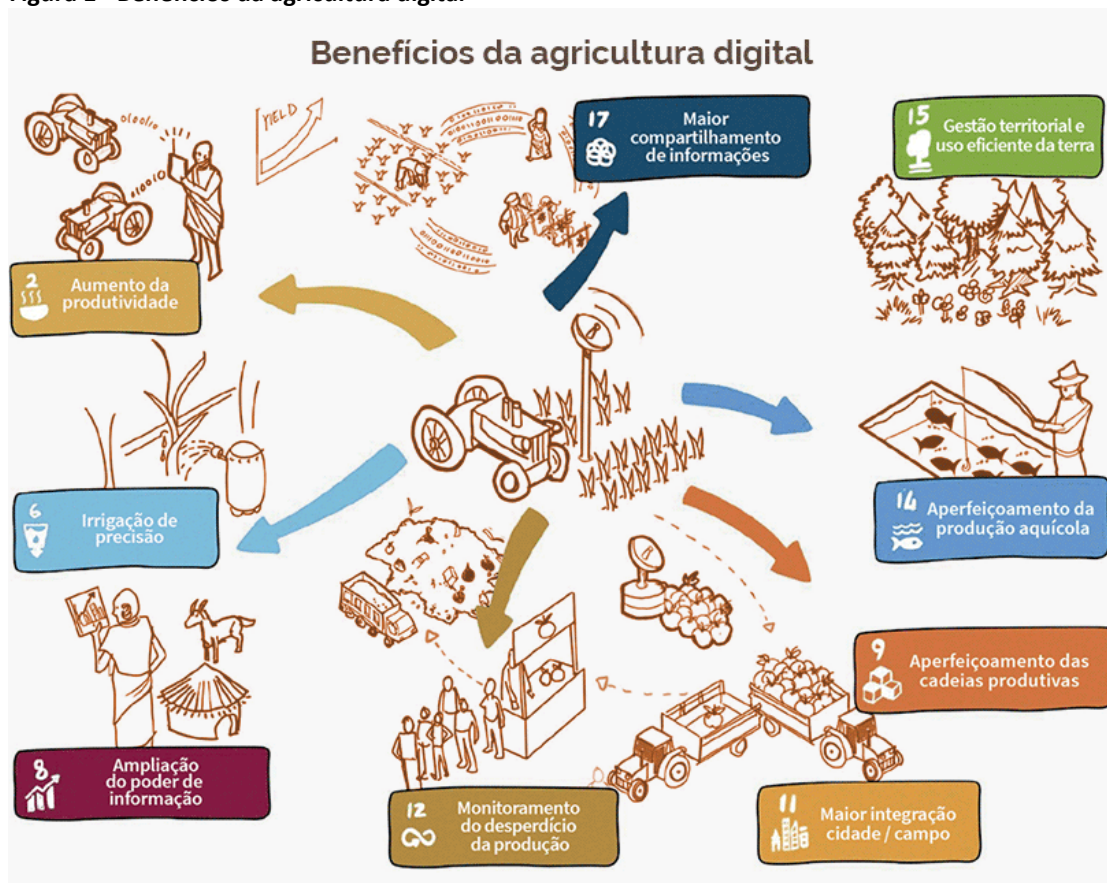 Benefícios da agricultura digital
YIELD
17
Maior
compartilhamento
de informações
15
Gestão territorial e
uso eficiente da terra
2
Aumento da
produtividade
6
Irrigação de
precisão
14
Aperfeiçoamento da
produção aquícola
9
Aperfeiçoamento das
cadeias produtivas
8
Ampliação
do poder de
informação
12
Monitoramento
do desperdício
da produção
11
Maior integração
cidade / campo